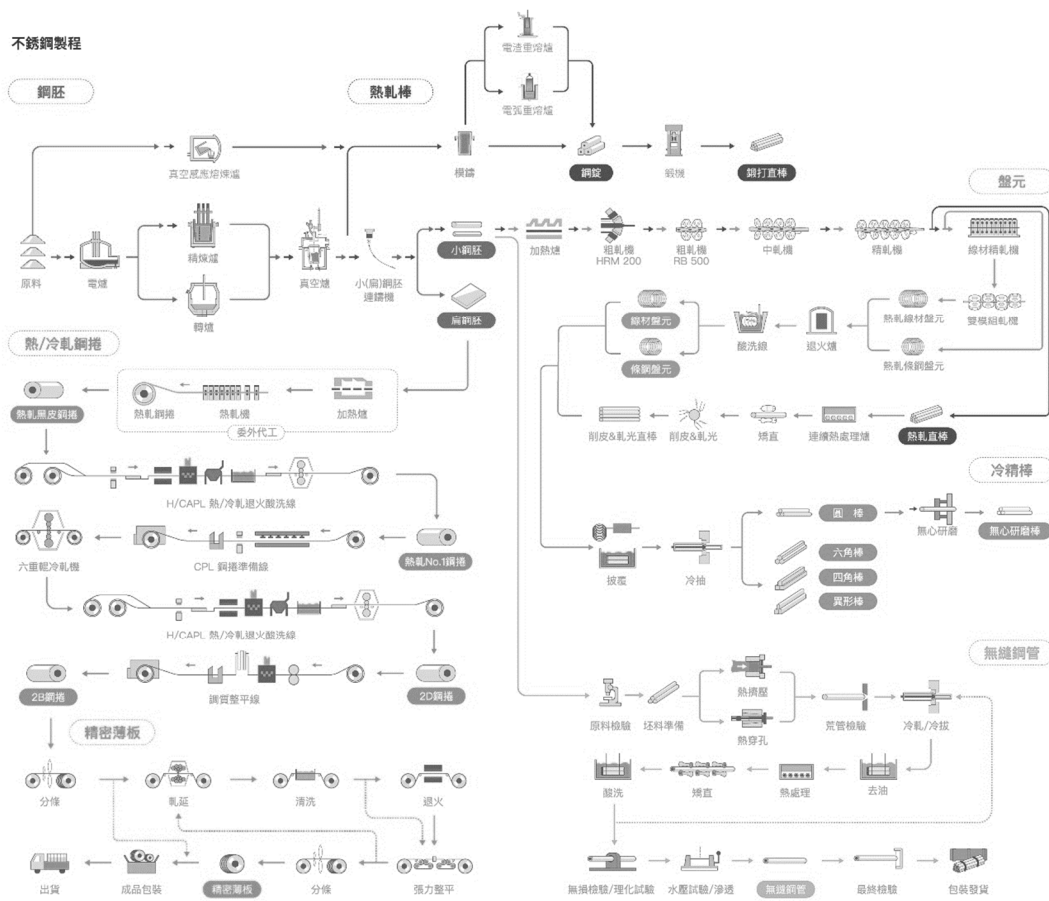 不銹鋼製程
鋼胚
熱軋棒
電渣重熔爐
電弧重熔爐
真空感應熔煉爐
模鑄
鋼錠
鍛機
鍛打直棒
盤元
原料
電爐
精煉爐
轉爐
真空爐
小(扁)鋼胚
連鑄機
小鋼胚
扁鋼胚
加熱爐
粗軋機
HRM 200
粗軋機
RB 500
中軋機
精軋機
線材精軋機
雙模組軋機
熱軋線材盤元
熱軋條鋼盤元
退火爐
酸洗線
線材盤元
條鋼盤元
熱/冷軋鋼捲
熱軋黑皮鋼捲
熱軋鋼捲
熱軋機
加熱爐
委外代工
削皮&軋光直棒
削皮&軋光
矯直
連續熱處理爐
熱軋直棒
H/CAPL 熱/冷軋退火酸洗線
六重輥冷軋機
CPL 鋼捲準備線
熱軋No.1鋼捲
H/CAPL 熱/冷軋退火酸洗線
2B鋼捲
調質整平線
2D鋼捲
冷精棒
披覆
冷抽
圓 棒
六角棒
四角棒
異形棒
無心研磨
無心研磨棒
無縫鋼管
原料檢驗
坯料準備
熱擠壓
熱穿孔
荒管檢驗
冷軋/冷拔
酸洗
矯直
熱處理
去油
無損檢驗/理化試驗
水壓試驗/滲透
無縫鋼管
最終檢驗
包裝發貨
精密薄板
分條
軋延
清洗
退火
出貨
成品包裝
精密薄板
分條
張力整平